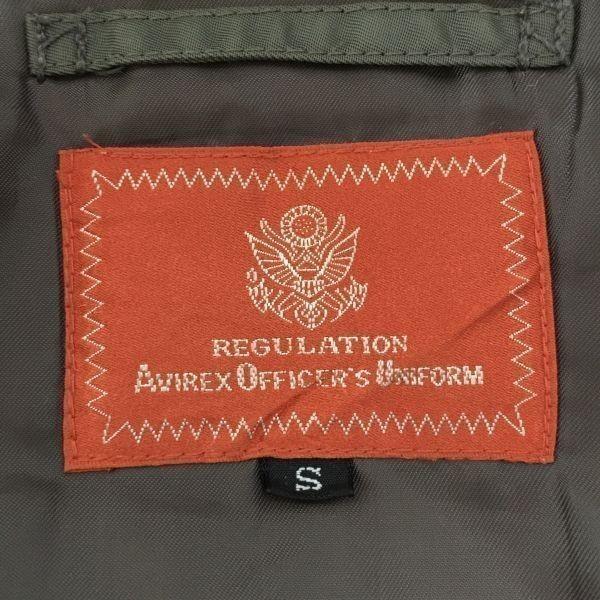 REGULATION
AVIREX OFFICER'S UNIFORM
S